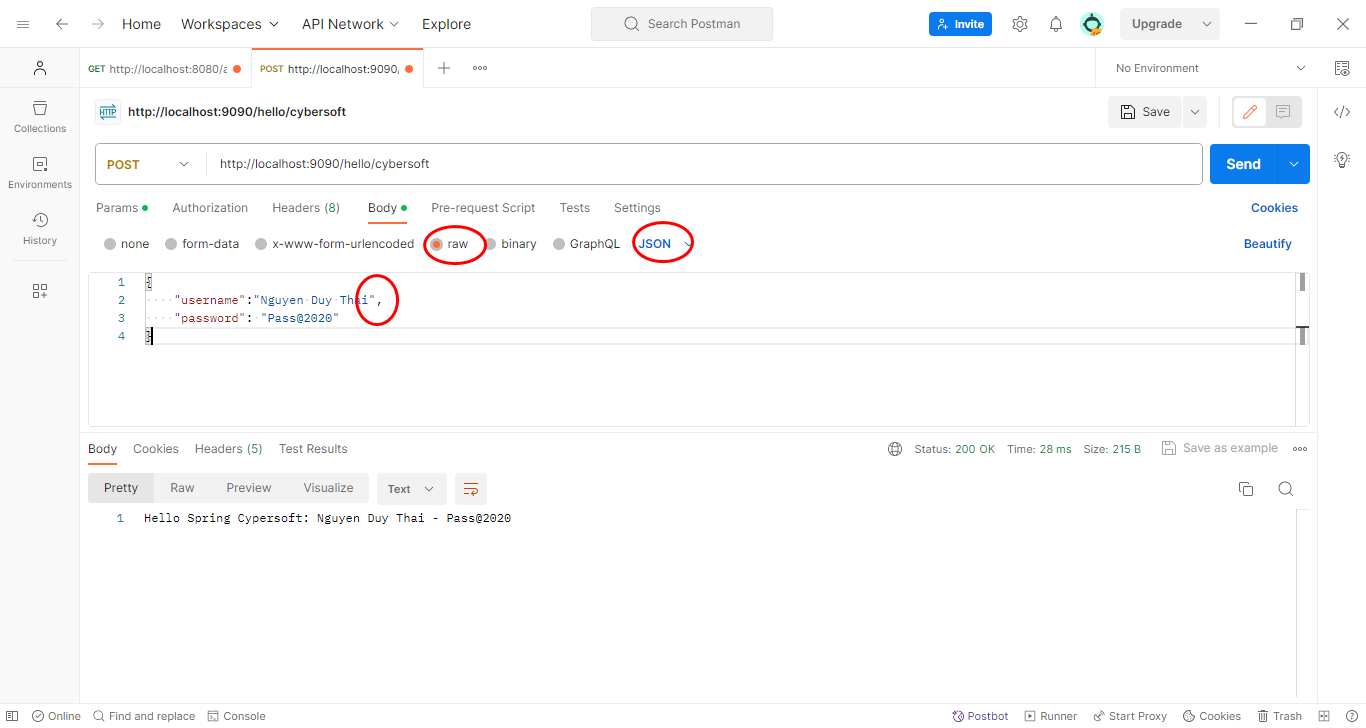 Home Workspaces API Network Explore Search Postman Invite Upgrade
GET http://localhost:8080/a POST http://localhost:9090, No Environment
HTTP http://localhost:9090/hello/cybersoft Save
Collections
POST http://localhost:9090/hello/cybersoft Send
Environments
Params Authorization Headers (8) Body Pre-request Script Tests Settings Cookies
History
none form-data x-www-form-urlencoded raw binary GraphQL JSON Beautify
1 {
2 "username":"Nguyen Duy Thai",
3 "password": "Pass@2020"
4 }
Body Cookies Headers (5) Test Results Status: 200 OK Time: 28 ms Size: 215 B Save as example
Pretty Raw Preview Visualize Text
1 Hello Spring Cypersoft: Nguyen Duy Thai - Pass@2020
Online Find and replace Console Postbot Runner Start Proxy Cookies Trash